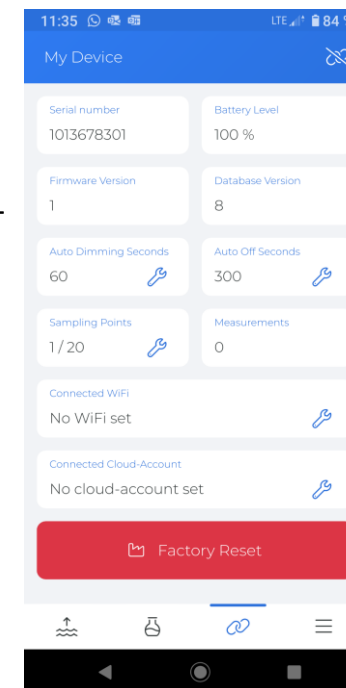 11:35 LTE 84 %
My Device
Serial number Battery Level
1013678301 100 %
Firmware Version Database Version
1 8
Auto Dimming Seconds Auto Off Seconds
60 300
Sampling Points Measurements
1 / 20 0
Connected WiFi
No WiFi set
Connected Cloud-Account
No cloud-account set
Factory Reset